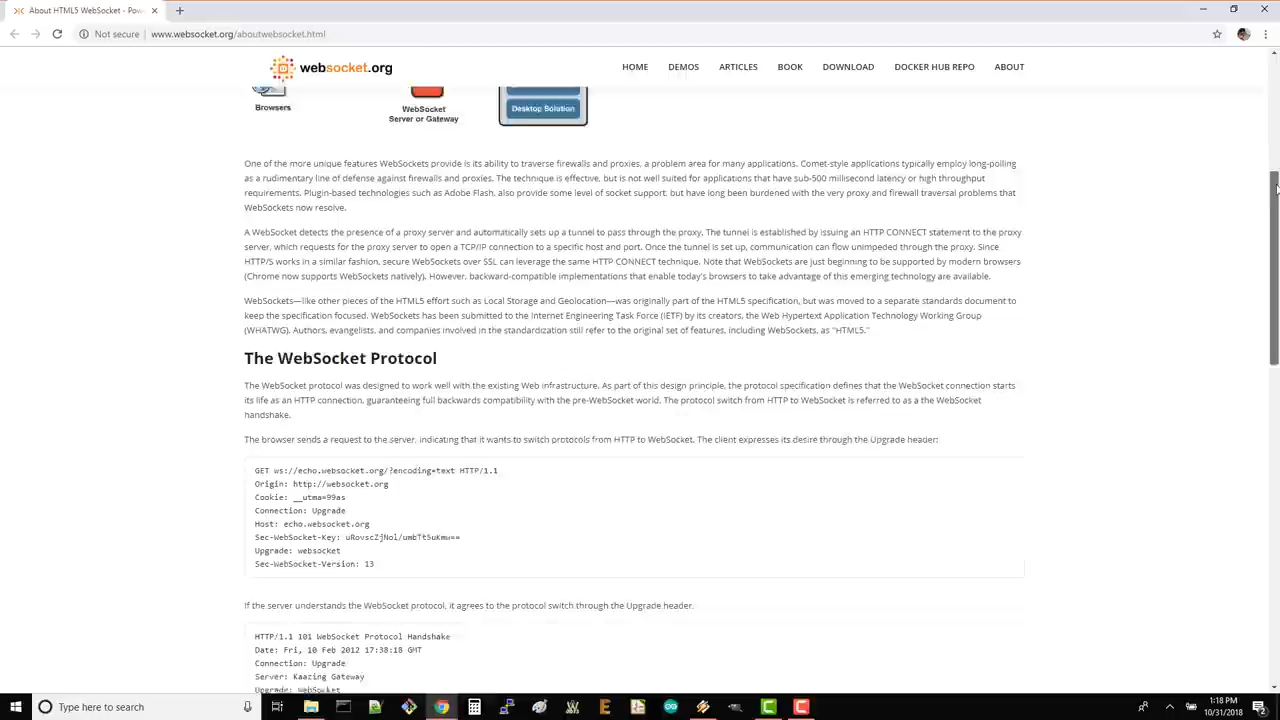 About HTML5 WebSocket - Pow
Not secure
www.websocket.org/aboutwebsocket.html
websocket.org
HOME
DEMOS
ARTICLES
BOOK
DOWNLOAD
DOCKER HUB REPO
ABOUT
Browsers
WebSocket
Server or Gateway
Desktop Solution
One of the more unique features WebSockets provide is its ability to traverse firewalls and proxies, a problem area for many applications. Comet-style applications typically employ long-polling
as a rudimentary line of defense against firewalls and proxies. The technique is effective, but is not well suited for applications that have sub-500 millisecond latency or high throughput
requirements. Plugin-based technologies such as Adobe Flash, also provide some level of socket support, but have long been burdened with the very proxy and firewall traversal problems that
WebSockets now resolve.
A WebSocket detects the presence of a proxy server and automatically sets up a tunnel to pass through the proxy. The tunnel is established by issuing an HTTP CONNECT statement to the proxy
server, which requests for the proxy server to open a TCP/IP connection to a specific host and port. Once the tunnel is set up, communication can flow unimpeded through the proxy. Since
HTTP/S works in a similar fashion, secure WebSockets over SSL can leverage the same HTTP CONNECT technique. Note that WebSockets are just beginning to be supported by modern browsers
(Chrome now supports WebSockets natively). However, backward-compatible implementations that enable today's browsers to take advantage of this emerging technology are available.
WebSockets—like other pieces of the HTML5 effort such as Local Storage and Geolocation—was originally part of the HTML5 specification, but was moved to a separate standards document to
keep the specification focused. WebSockets has been submitted to the Internet Engineering Task Force (IETF) by its creators, the Web Hypertext Application Technology Working Group
(WHATWG). Authors, evangelists, and companies involved in the standardization still refer to the original set of features, including WebSockets, as "HTML5."
The WebSocket Protocol
The WebSocket protocol was designed to work well with the existing Web infrastructure. As part of this design principle, the protocol specification defines that the WebSocket connection starts
its life as an HTTP connection, guaranteeing full backwards compatibility with the pre-WebSocket world. The protocol switch from HTTP to WebSocket is referred to as a the WebSocket
handshake.
The browser sends a request to the server, indicating that it wants to switch protocols from HTTP to WebSocket. The client expresses its desire through the Upgrade header:
GET ws://echo.websocket.org/?encoding=text HTTP/1.1
Origin: http://websocket.org
Cookie: __utma=99as
Connection: Upgrade
Host: echo.websocket.org
Sec-WebSocket-Key: uRovscZjNol/umbTt5uKmw==
Upgrade: websocket
Sec-WebSocket-Version: 13
If the server understands the WebSocket protocol, it agrees to the protocol switch through the Upgrade header.
HTTP/1.1 101 WebSocket Protocol Handshake
Date: Fri, 10 Feb 2012 17:38:18 GMT
Connection: Upgrade
Server: Kaazing Gateway
Upgrade: WebSocket
Type here to search
1:18 PM
10/31/2018